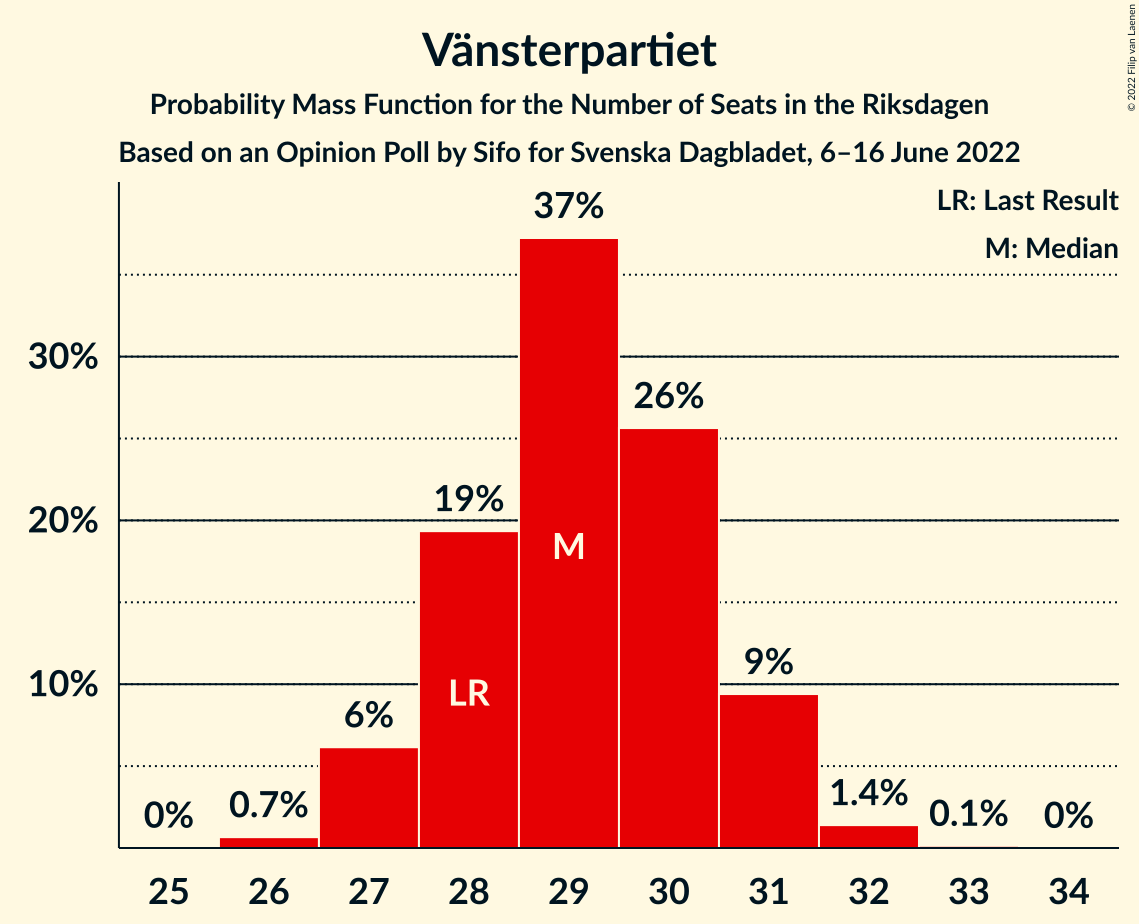 Vänsterpartiet
Probability Mass Function for the Number of Seats in the Riksdagen
Based on an Opinion Poll by Sifo for Svenska Dagbladet, 6–16 June 2022
© 2022 Filip van Laenen
LR: Last Result
M: Median
37%
30%
26%
20%
19%
M
10%
LR
9%
6%
0%
0.7%
1.4%
0.1%
0%
25 26 27 28 29 30 31 32 33 34